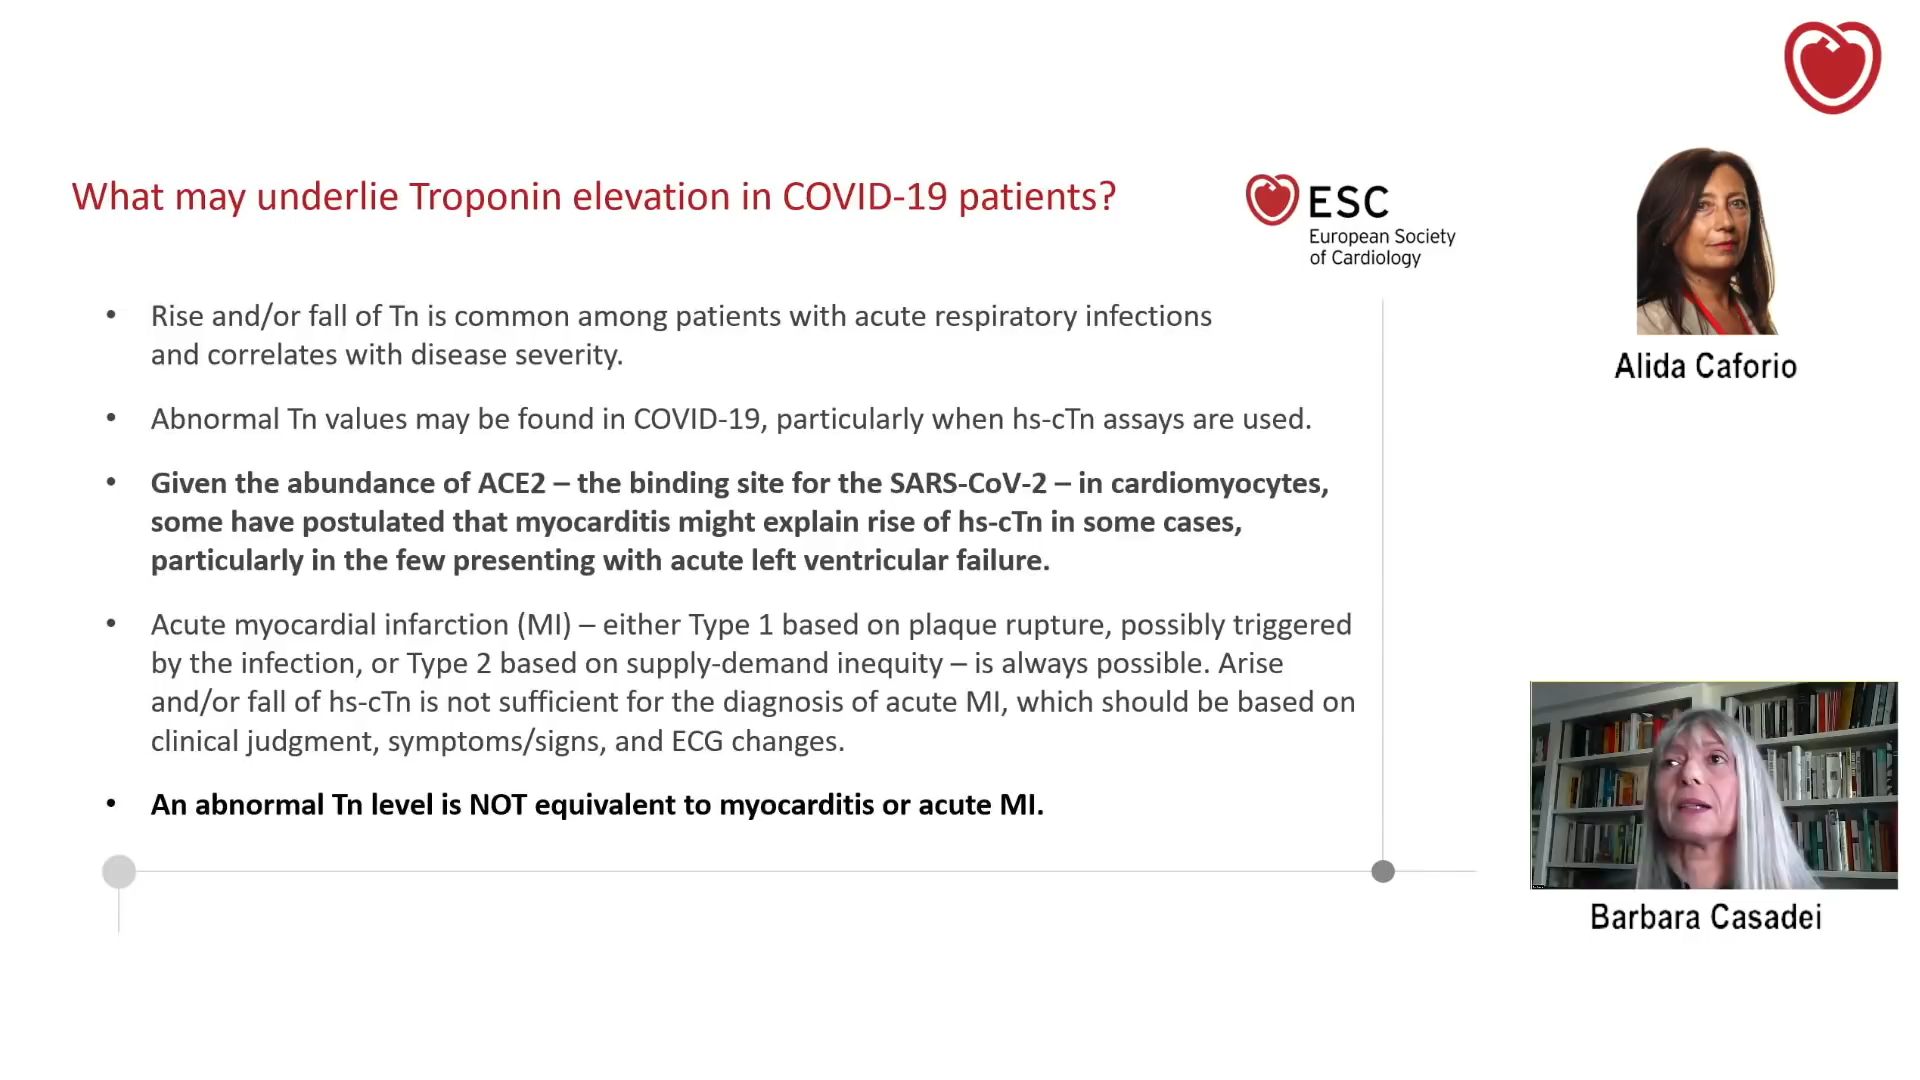 What may underlie Troponin elevation in COVID-19 patients?
ESC
European Society
of Cardiology
• Rise and/or fall of Tn is common among patients with acute respiratory infections
and correlates with disease severity.
• Abnormal Tn values may be found in COVID-19, particularly when hs-cTn assays are used.
• Given the abundance of ACE2 – the binding site for the SARS-CoV-2 – in cardiomyocytes,
some have postulated that myocarditis might explain rise of hs-cTn in some cases,
particularly in the few presenting with acute left ventricular failure.
• Acute myocardial infarction (MI) – either Type 1 based on plaque rupture, possibly triggered
by the infection, or Type 2 based on supply-demand inequity – is always possible. Arise
and/or fall of hs-cTn is not sufficient for the diagnosis of acute MI, which should be based on
clinical judgment, symptoms/signs, and ECG changes.
• An abnormal Tn level is NOT equivalent to myocarditis or acute MI.
Alida Caforio
Barbara Casadei